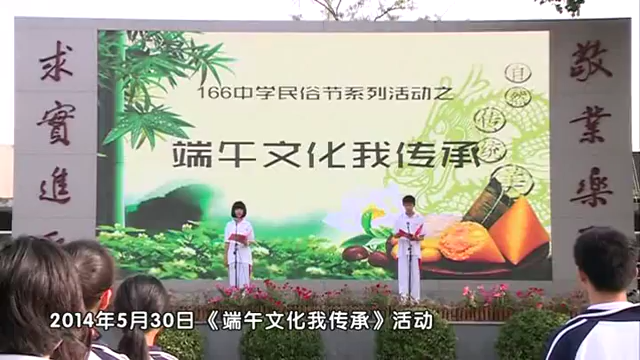 求實進
166中学民俗节系列活动之
端午文化我传承
自然
传统
敬業樂
2014年5月30日《端午文化我传承》活动